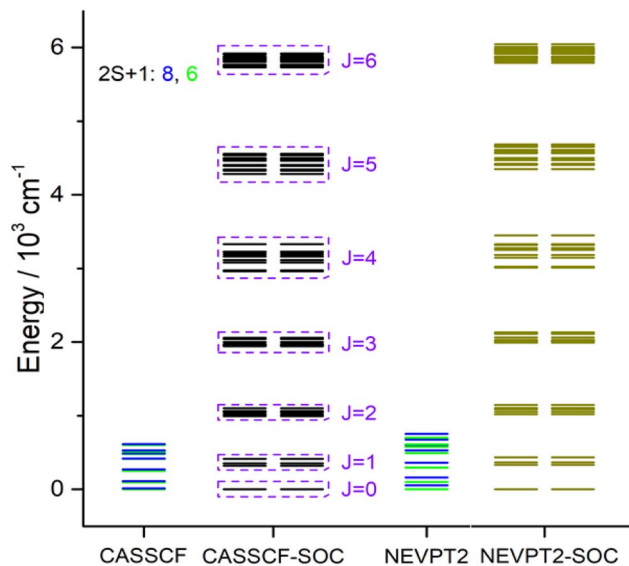 Energy / 10³ cm⁻¹
6
4
2
0
2S+1: 8, 6
J=6
J=5
J=4
J=3
J=2
J=1
J=0
CASSCF
CASSCF-SOC
NEVPT2
NEVPT2-SOC